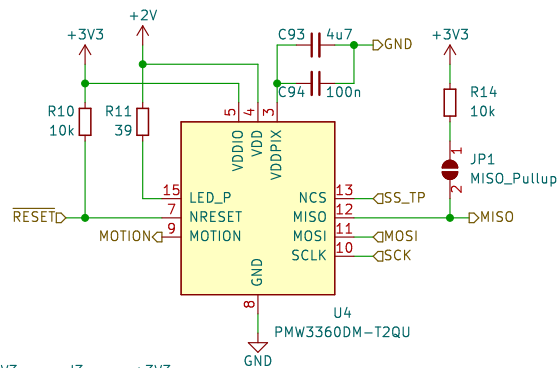 +2V
C93 4u7
+3V3
GND
+3V3
C94 100n
R10
10k
R11
39
R14
10k
5
4
3
VDDIO
VDD
VDDPIX
1
JP1
MISO_Pullup
2
15 LED_P
NCS 13 SS_TP
RESET 7 NRESET
MISO 12 MISO
MOTION 9 MOTION
MOSI 11 MOSI
SCLK 10 SCK
GND
8
U4
PMW3360DM-T2QU
GND